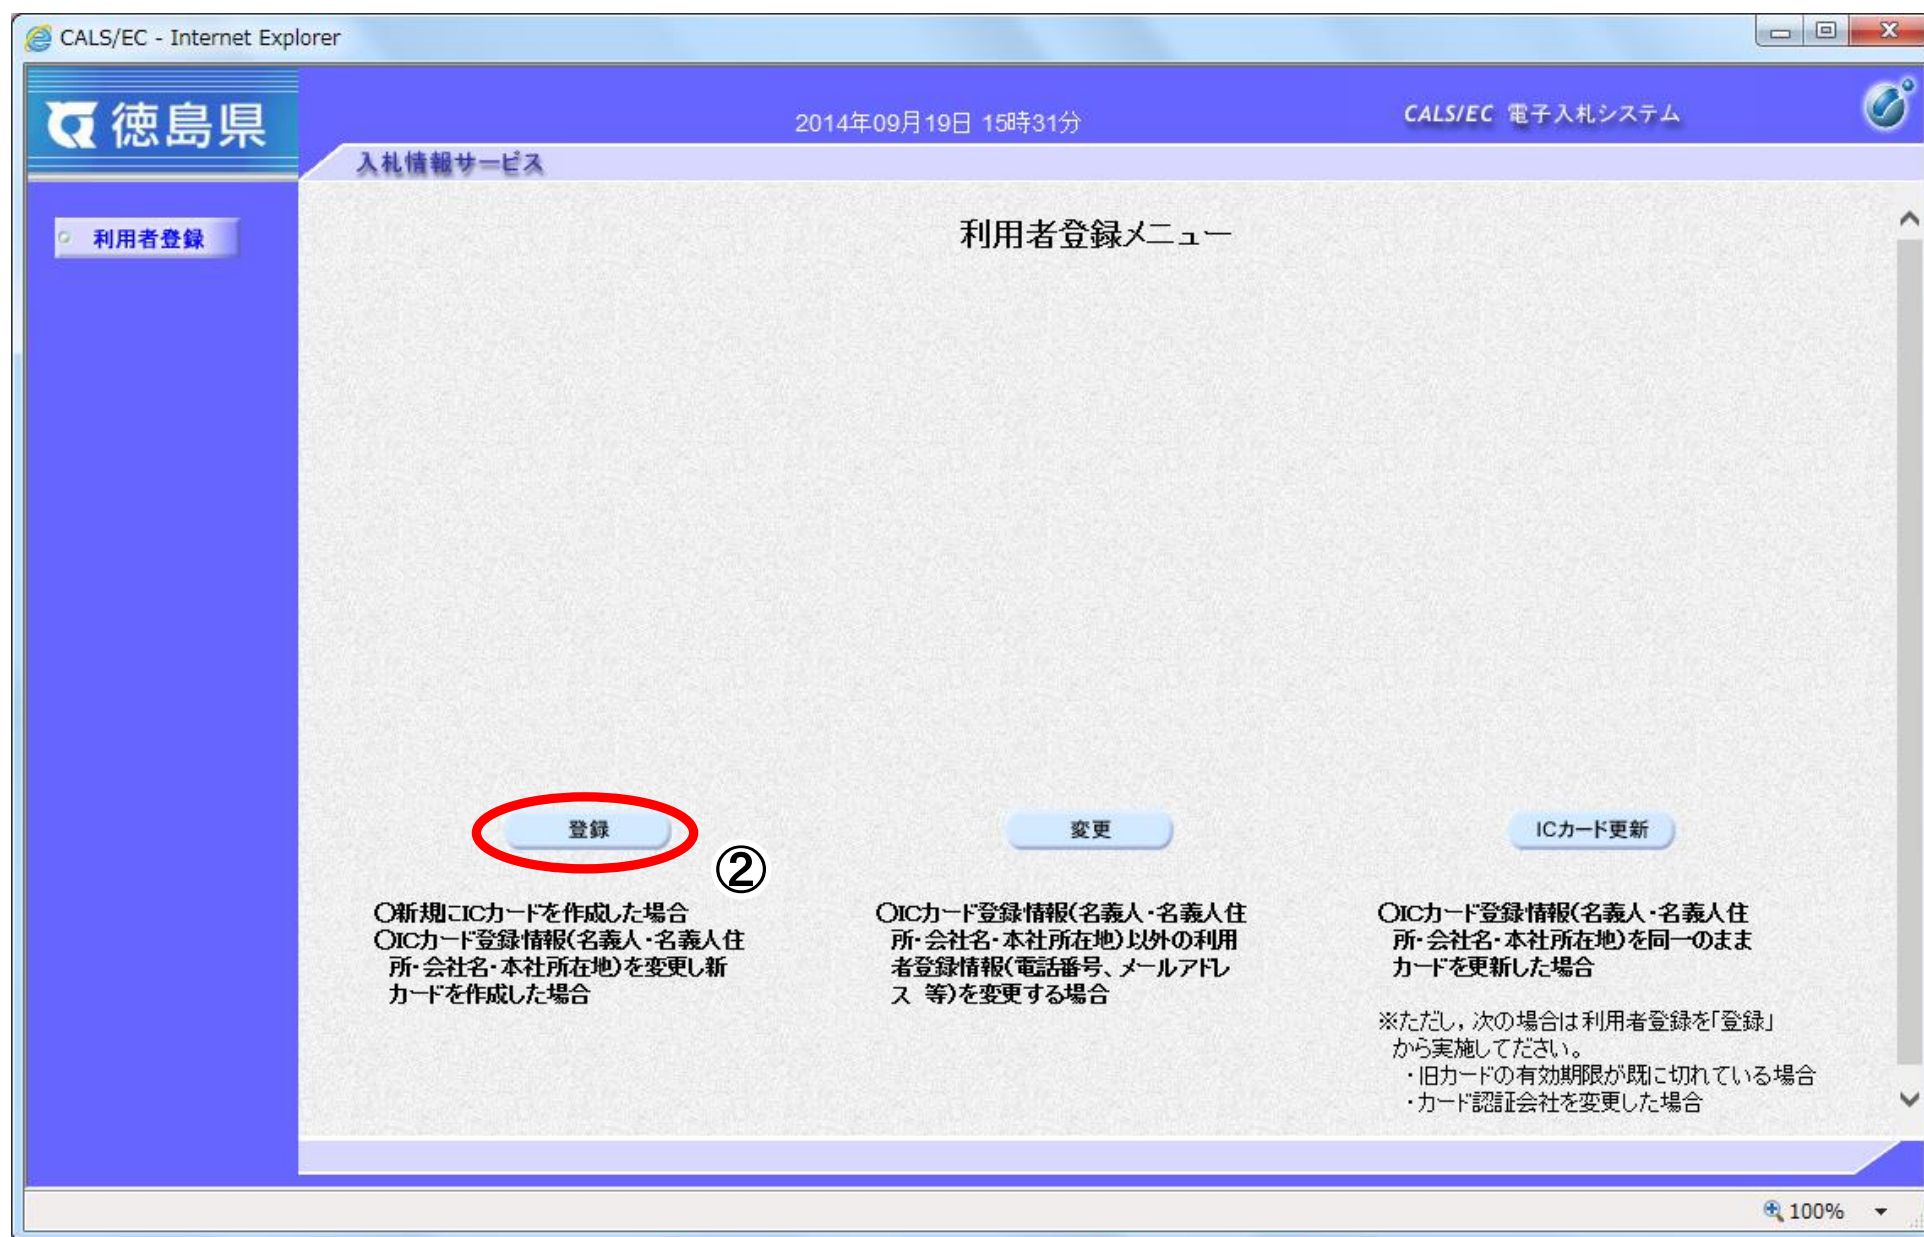 CALS/EC - Internet Explorer
徳島県
2014年09月19日 15時31分
CALS/EC 電子入札システム
入札情報サービス
利用者登録
利用者登録メニュー
登録
②
変更
ICカード更新
○新規にICカードを作成した場合
○ICカード登録情報(名義人・名義人住
所・会社名・本社所在地)を変更し新
カードを作成した場合
○ICカード登録情報(名義人・名義人住
所・会社名・本社所在地)以外の利用
者登録情報(電話番号、メールアドレ
ス 等)を変更する場合
○ICカード登録情報(名義人・名義人住
所・会社名・本社所在地)を同一のまま
カードを更新した場合
※ただし,次の場合は利用者登録を「登録」
から実施してださい。
・旧カードの有効期限が既に切れている場合
・カード認証会社を変更した場合
100%